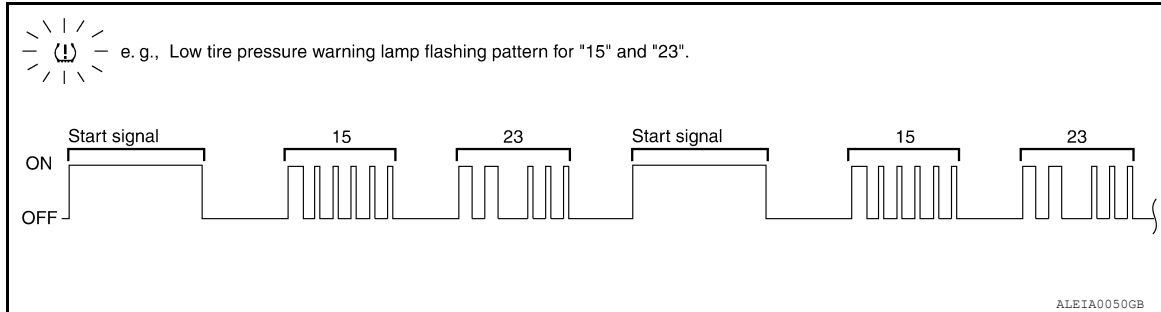 e. g., Low tire pressure warning lamp flashing pattern for "15" and "23".
Start signal 15 23 Start signal 15 23
ON
OFF
ALEIA0050GB